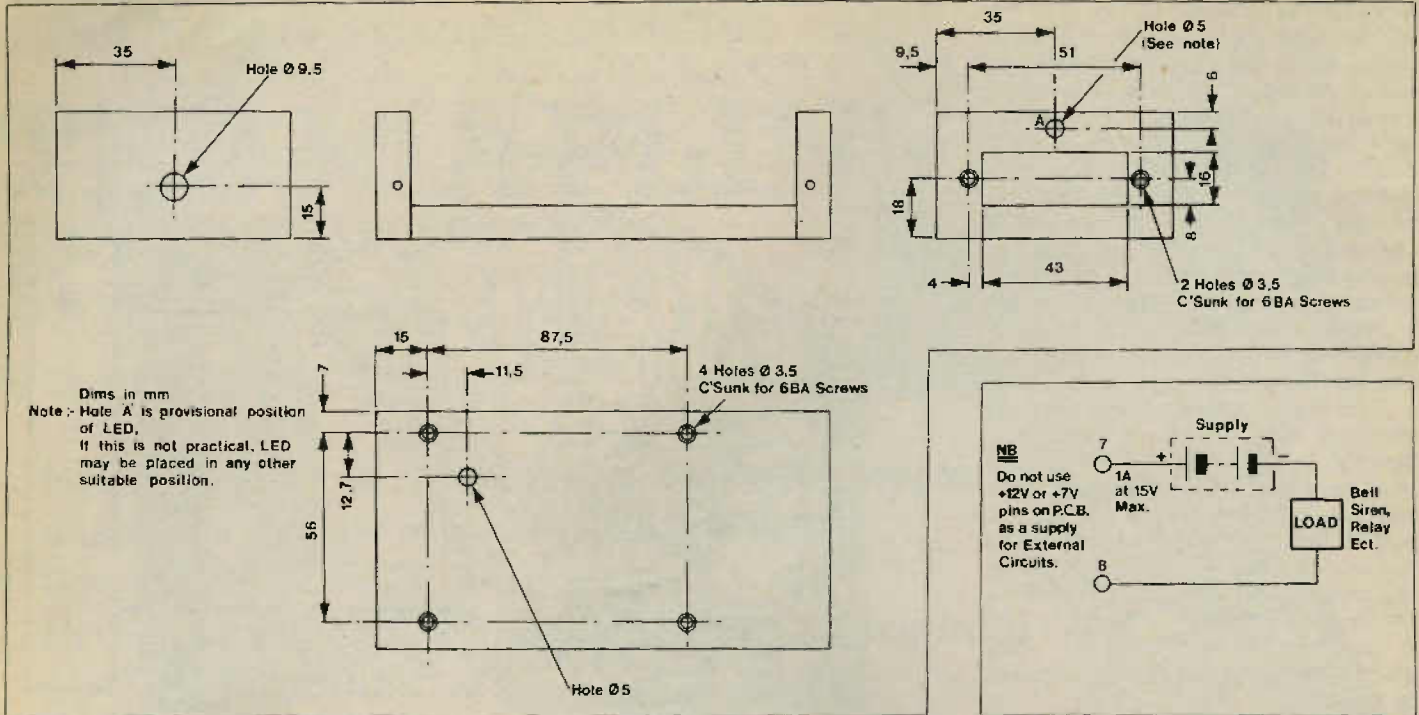 35
Hole Ø 9.5
15
35
Hole Ø 5
(See note)
9,5
51
6
A
18
16
8
4
43
2 Holes Ø 3.5
C'Sunk for 6BA Screws
15
87,5
7
11,5
4 Holes Ø 3.5
C'Sunk for 6BA Screws
12.7
56
Hole Ø 5
Dims in mm
Note :- Hole 'A' is provisional position
of LED,
If this is not practical, LED
may be placed in any other
suitable position.
NB
Do not use
+12V or +7V
pins on P.C.B.
as a supply
for External
Circuits.
Supply
7
+
-
1A
at 15V
Max.
LOAD
Bell
Siren,
Relay
Ect.
8